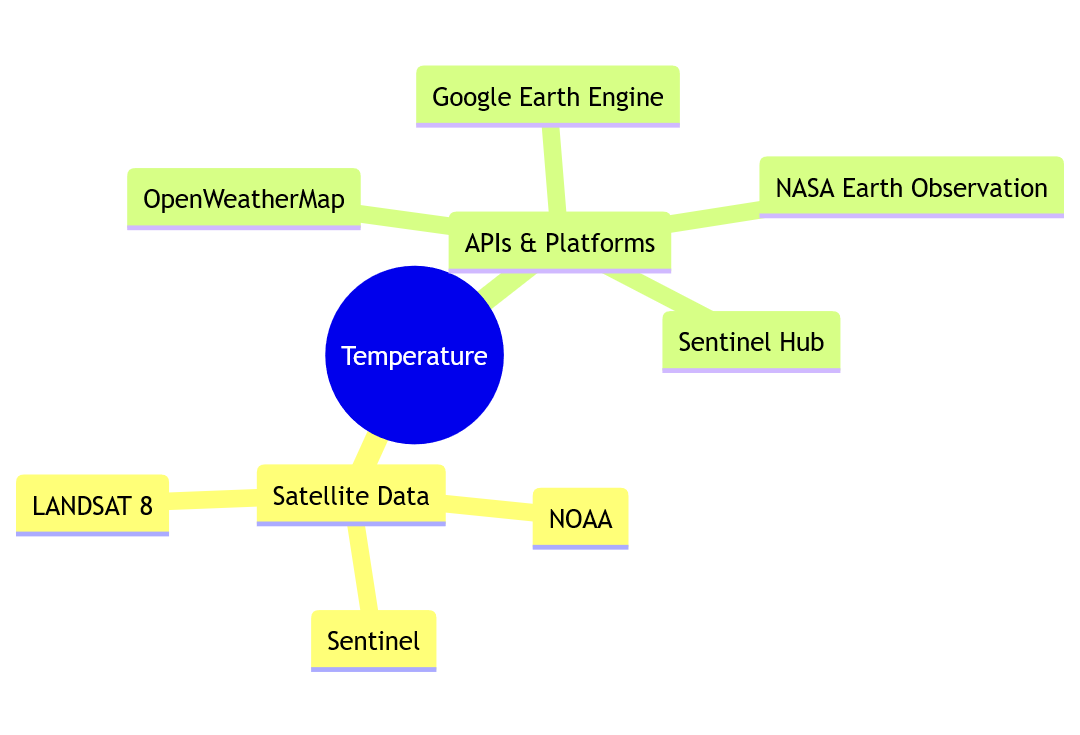 Google Earth Engine
NASA Earth Observation
OpenWeatherMap
APIs & Platforms
Sentinel Hub
Temperature
Satellite Data
LANDSAT 8
NOAA
Sentinel